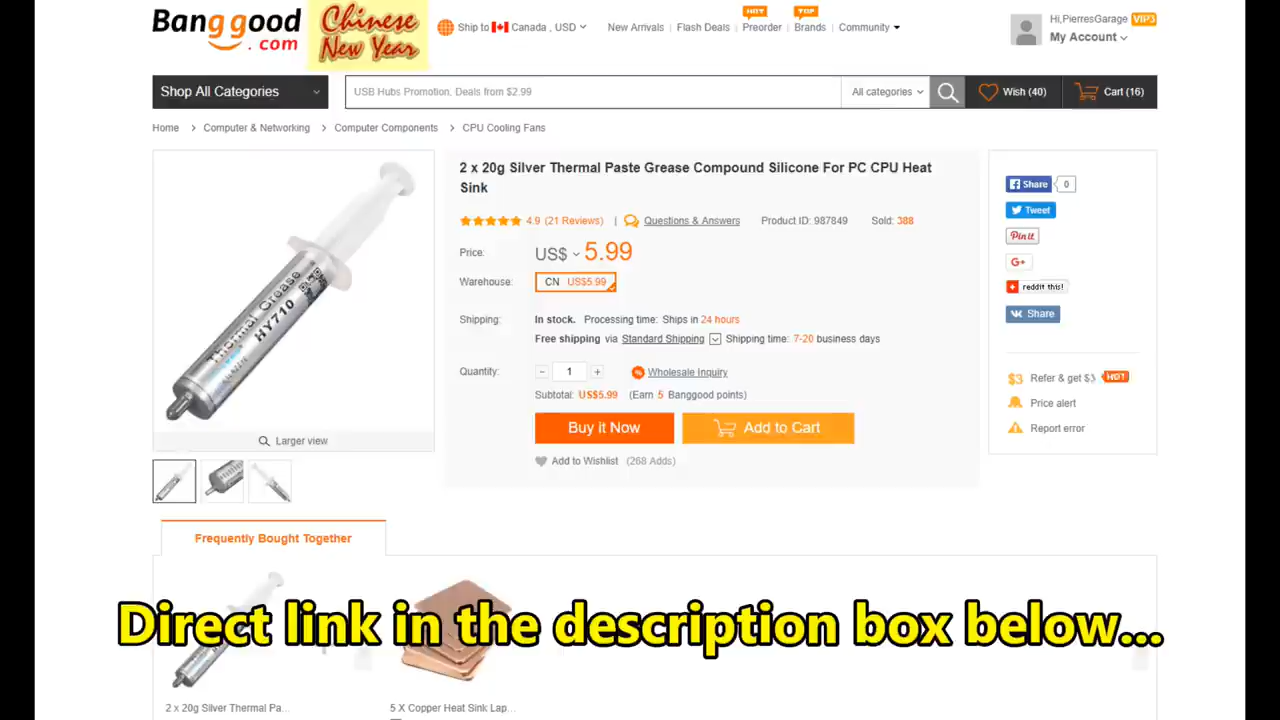 Banggood
.com
Chinese
New Year
Ship to Canada , USD
New Arrivals
Flash Deals
HOT
Preorder
TOP
Brands
Community
Hi,PierresGarage VIP3
My Account
Shop All Categories
USB Hubs Promotion, Deals from $2.99
All categories
Wish (40)
Cart (16)
Home > Computer & Networking > Computer Components > CPU Cooling Fans
Thermal Grease
HY710
Larger view
2 x 20g Silver Thermal Paste Grease Compound Silicone For PC CPU Heat
Sink
4.9 (21 Reviews) | Questions & Answers Product ID: 987849 Sold: 388
Price: US$ 5.99
Warehouse: CN US$5.99
Shipping: In stock. Processing time: Ships in 24 hours
Free shipping via Standard Shipping Shipping time: 7-20 business days
Quantity: - 1 + Wholesale Inquiry
Subtotal: US$5.99 (Earn 5 Banggood points)
Buy it Now
Add to Cart
Add to Wishlist (268 Adds)
Share 0
Tweet
Pin it
G+
reddit this!
Share
$3 Refer & get $3 HOT
Price alert
Report error
Frequently Bought Together
Direct link in the description box below...
2 x 20g Silver Thermal Pa...
5 X Copper Heat Sink Lap...